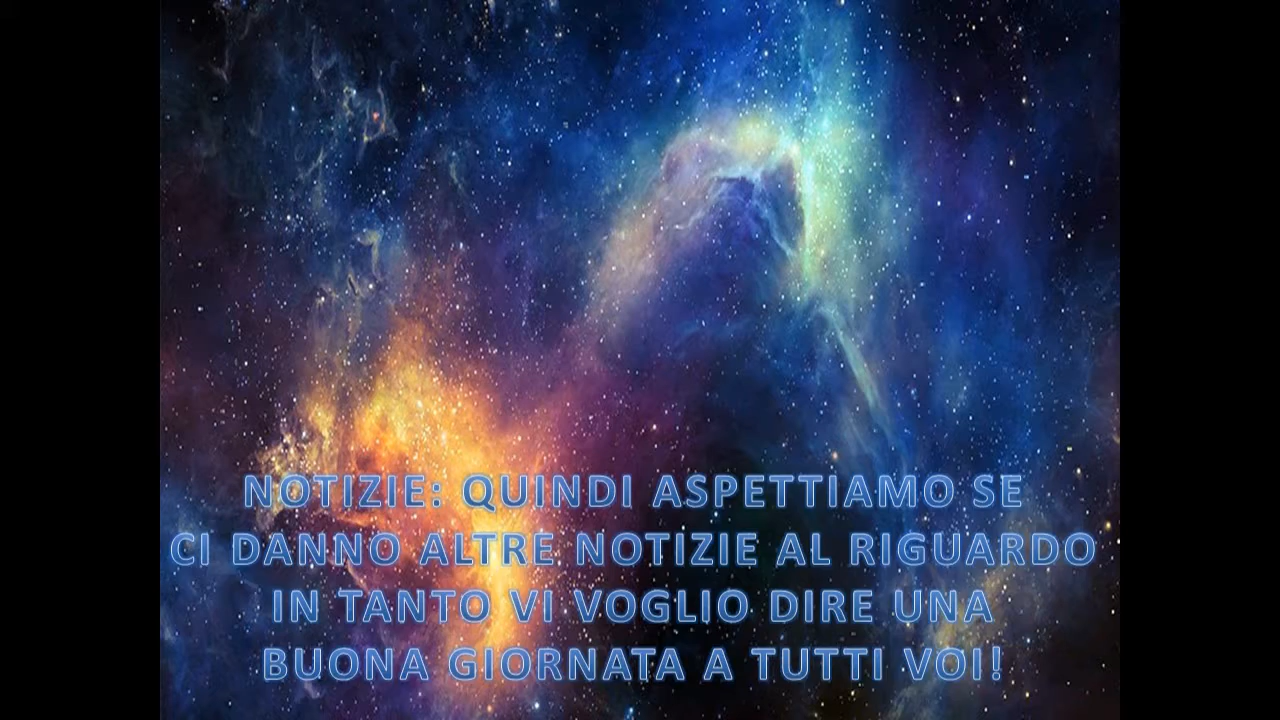 NOTIZIE: QUINDI ASPETTIAMO SE
CI DANNO ALTRE NOTIZIE AL RIGUARDO
IN TANTO VI VOGLIO DIRE UNA
BUONA GIORNATA A TUTTI VOI!